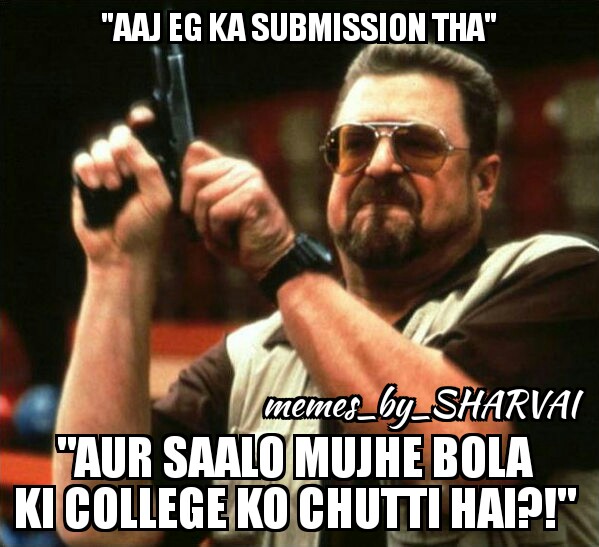 "AAJ EG KA SUBMISSION THA"
memes_by_SHARVAI
"AUR SAALO MUJHE BOLA
KI COLLEGE KO CHUTTI HAI?!"